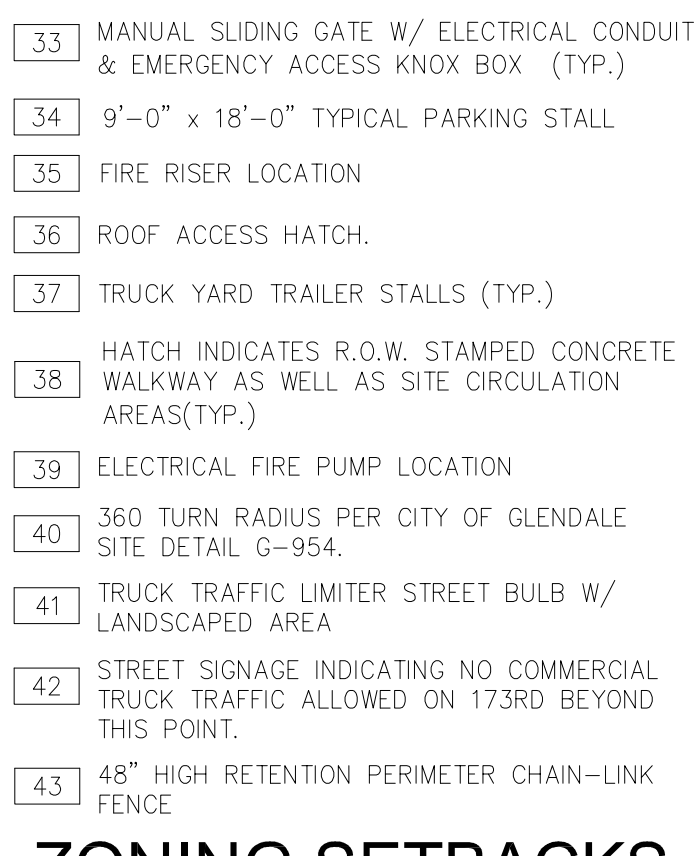 33 MANUAL SLIDING GATE W/ ELECTRICAL CONDUIT
& EMERGENCY ACCESS KNOX BOX (TYP.)
34 9'-0" x 18'-0" TYPICAL PARKING STALL
35 FIRE RISER LOCATION
36 ROOF ACCESS HATCH.
37 TRUCK YARD TRAILER STALLS (TYP.)
38 HATCH INDICATES R.O.W. STAMPED CONCRETE
WALKWAY AS WELL AS SITE CIRCULATION
AREAS(TYP.)
39 ELECTRICAL FIRE PUMP LOCATION
40 360 TURN RADIUS PER CITY OF GLENDALE
SITE DETAIL G-954.
41 TRUCK TRAFFIC LIMITER STREET BULB W/
LANDSCAPED AREA
42 STREET SIGNAGE INDICATING NO COMMERCIAL
TRUCK TRAFFIC ALLOWED ON 173RD BEYOND
THIS POINT.
43 48" HIGH RETENTION PERIMETER CHAIN-LINK
FENCE
ZONING SETBACKS